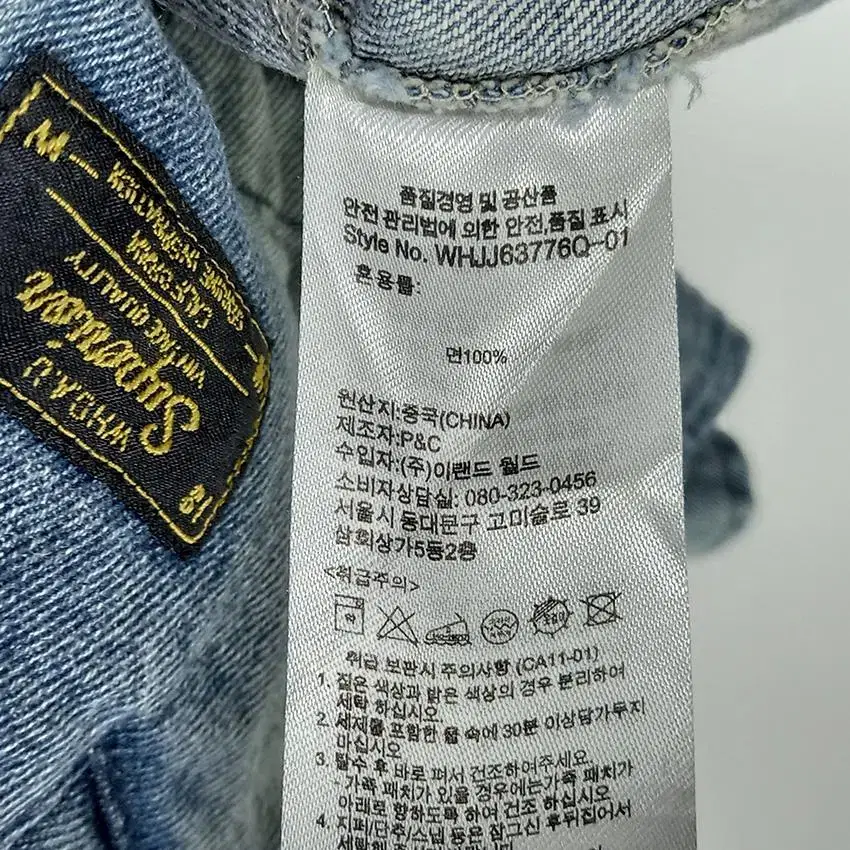 WHGAU
Superior
VINTAGE QUALITY
31
M
품질경영 및 공산품
안전 관리법에 의한 안전,품질 표시
Style No. WHJJ63776Q-01
혼용률:
면100%
원산지:중국(CHINA)
제조자:P&C
수입자:(주)이랜드 월드
소비자상담실: 080-323-0456
서울시 동대문구 고미술로 39
삼희상가5동2층
<취급주의>
취급 보관시 주의사항 (CA11-01)
1. 짙은 색상과 밝은 색상의 경우 분리하여
세탁 하십시오.
2. 세제를 포함한 물 속에 30분 이상담가두지
마십시오
3. 탈수 후 바로 펴서 건조하여주세요.
- 가죽 패치가 있을 경우에는가죽 패치가
아래로 향하도록 하여 건조 하십시오
4. 지퍼/단추/스냅 등은 잠그신 후뒤집어서